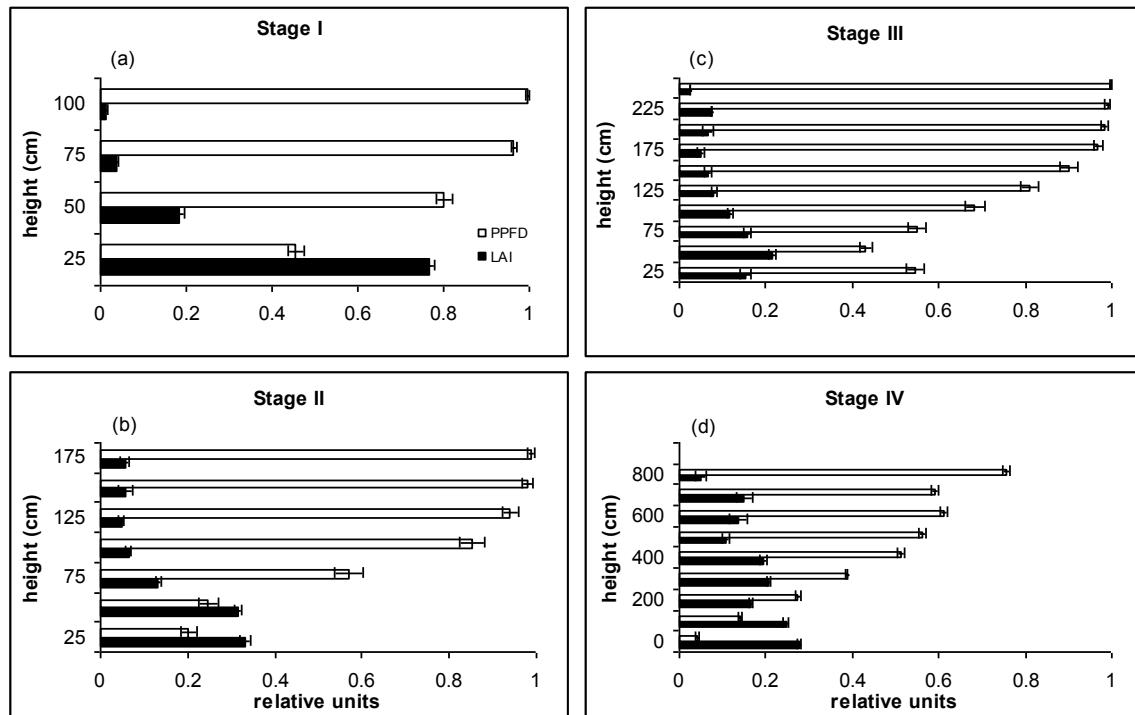 Stage I
(a)
height (cm)
100
75
50
25
PPFD
LAI
0 0.2 0.4 0.6 0.8 1
Stage III
(c)
height (cm)
225
175
125
75
25
0 0.2 0.4 0.6 0.8 1
Stage II
(b)
height (cm)
175
125
75
25
0 0.2 0.4 0.6 0.8 1
relative units
Stage IV
(d)
height (cm)
800
600
400
200
0
0 0.2 0.4 0.6 0.8 1
relative units